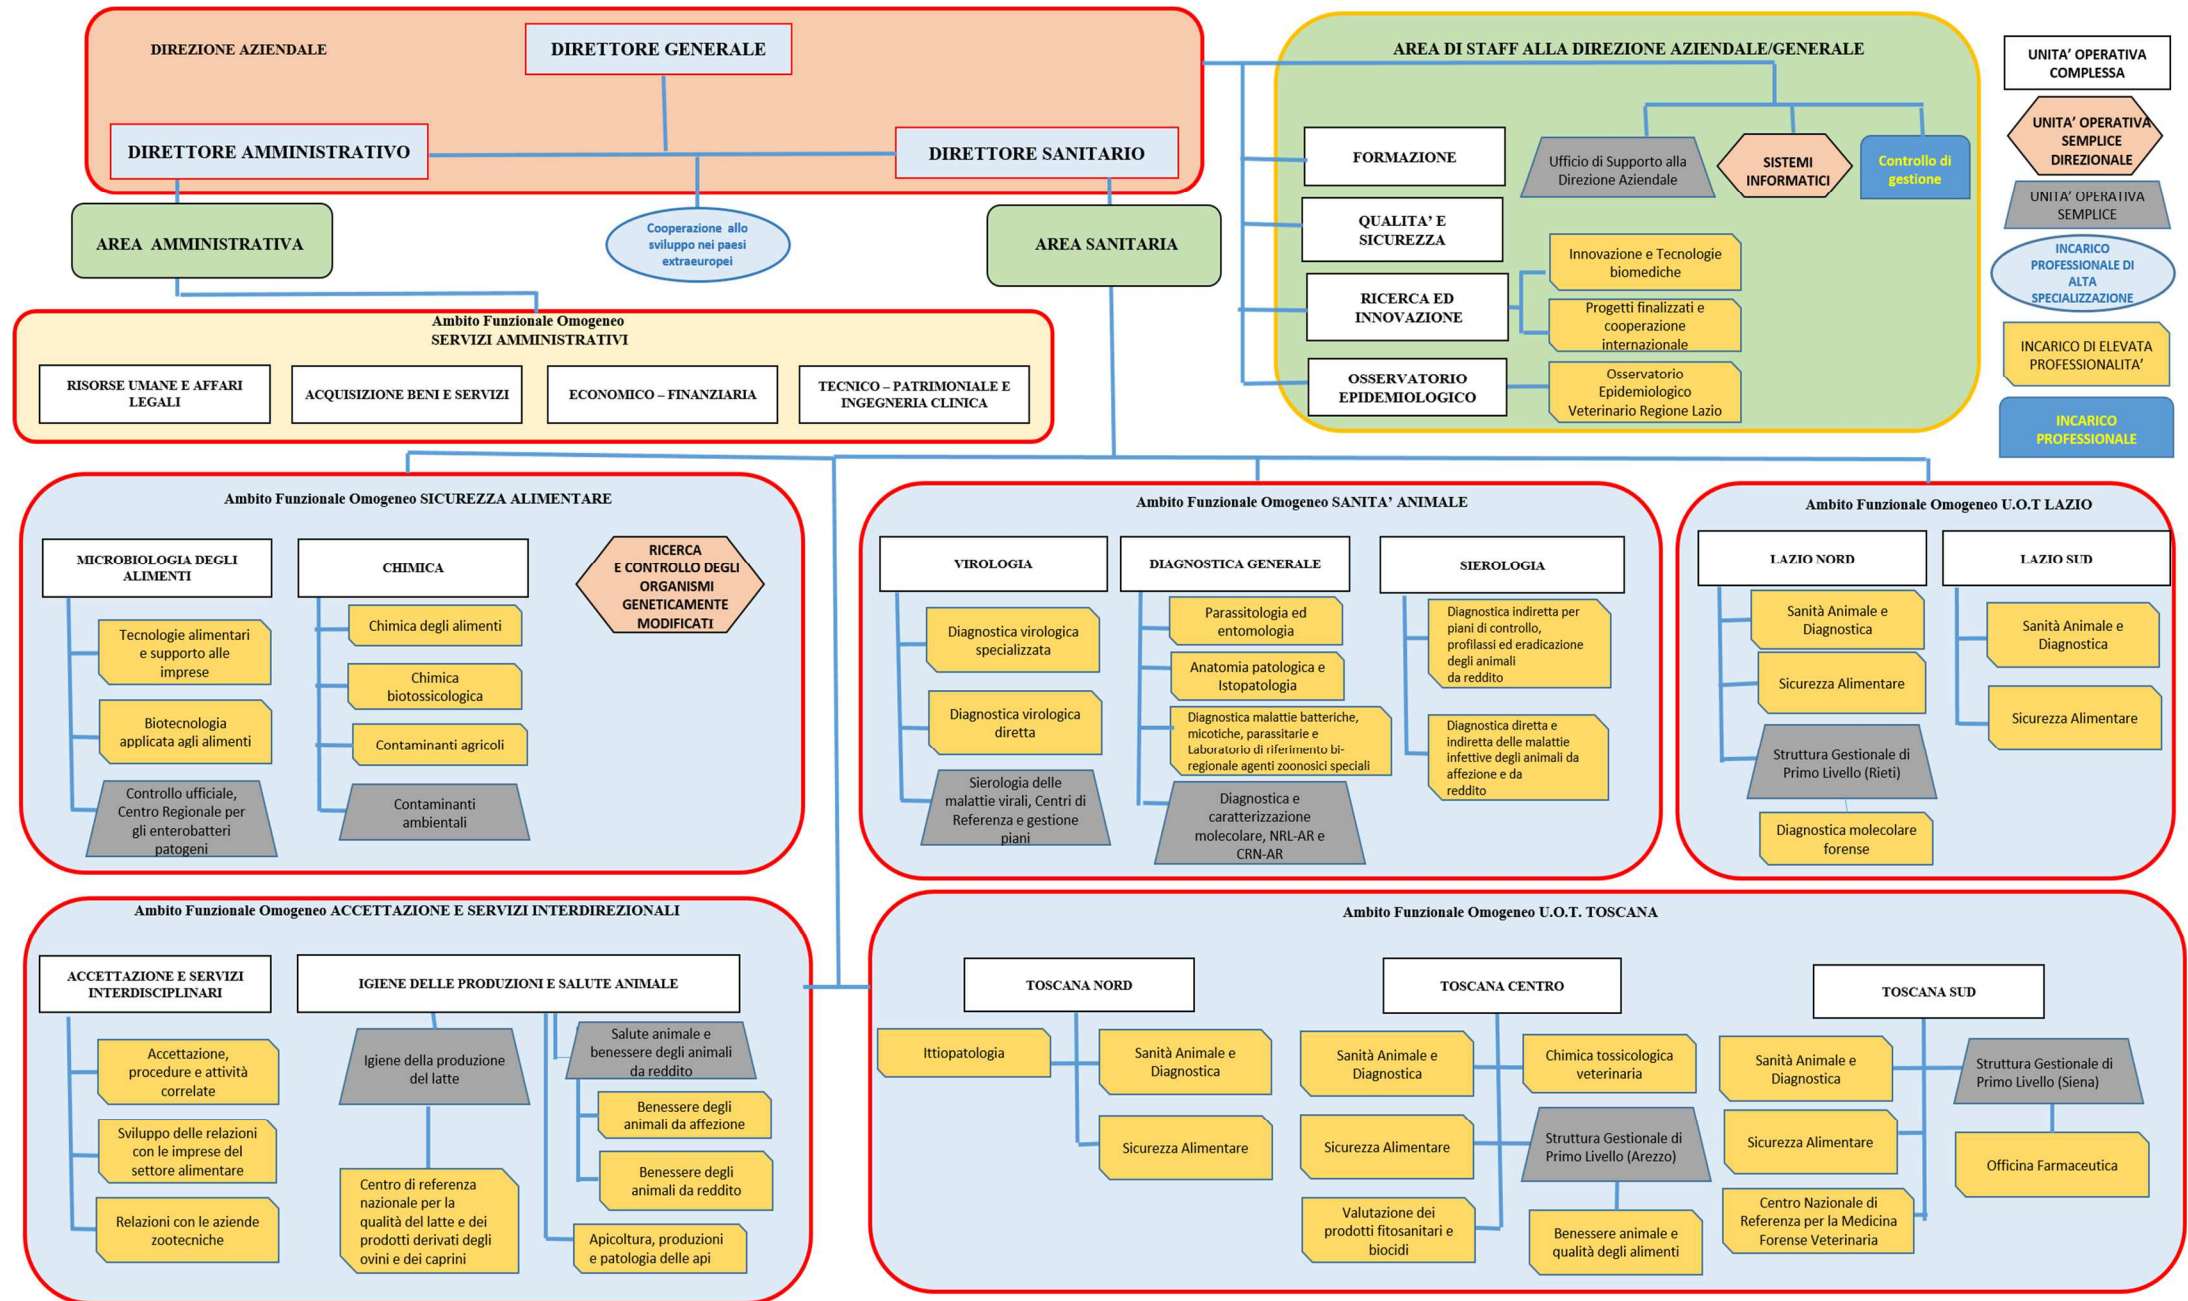 DIREZIONE AZIENDALE
DIRETTORE GENERALE
DIRETTORE AMMINISTRATIVO
DIRETTORE SANITARIO
AREA AMMINISTRATIVA
Cooperazione allo
sviluppo nei paesi
extraeuropei
AREA SANITARIA
Ambito Funzionale Omogeneo
SERVIZI AMMINISTRATIVI
RISORSE UMANE E AFFARI
LEGALI
ACQUISIZIONE BENI E SERVIZI
ECONOMICO – FINANZIARIA
TECNICO – PATRIMONIALE E
INGEGNERIA CLINICA
AREA DI STAFF ALLA DIREZIONE AZIENDALE/GENERALE
FORMAZIONE
Ufficio di Supporto alla
Direzione Aziendale
SISTEMI
INFORMATICI
Controllo di
gestione
QUALITA’ E
SICUREZZA
RICERCA ED
INNOVAZIONE
Innovazione e Tecnologie
biomediche
Progetti finalizzati e
cooperazione
internazionale
OSSERVATORIO
EPIDEMIOLOGICO
Osservatorio
Epidemiologico
Veterinario Regione Lazio
UNITA’ OPERATIVA
COMPLESSA
UNITA’ OPERATIVA
SEMPLICE
DIREZIONALE
UNITA’ OPERATIVA
SEMPLICE
INCARICO
PROFESSIONALE DI
ALTA
SPECIALIZZAZIONE
INCARICO DI ELEVATA
PROFESSIONALITA’
INCARICO
PROFESSIONALE
Ambito Funzionale Omogeneo SICUREZZA ALIMENTARE
MICROBIOLOGIA DEGLI
ALIMENTI
Tecnologie alimentari
e supporto alle
imprese
Biotecnologia
applicata agli alimenti
Controllo ufficiale,
Centro Regionale per
gli enterobatteri
patogeni
CHIMICA
Chimica degli alimenti
Chimica
biotossicologica
Contaminanti agricoli
Contaminanti
ambientali
RICERCA
E CONTROLLO DEGLI
ORGANISMI
GENETICAMENTE
MODIFICATI
Ambito Funzionale Omogeneo SANITA’ ANIMALE
VIROLOGIA
Diagnostica virologica
specializzata
Diagnostica virologica
diretta
Sierologia delle
malattie virali, Centri di
Referenza e gestione
piani
DIAGNOSTICA GENERALE
Parassitologia ed
entomologia
Anatomia patologica e
Istopatologia
Diagnostica malattie batteriche,
micotiche, parassitarie e
Laboratorio di riferimento bi-
regionale agenti zoonosici speciali
Diagnostica e
caratterizzazione
molecolare, NRL-AR e
CRN-AR
SIEROLOGIA
Diagnostica indiretta per
piani di controllo,
profilassi ed eradicazione
degli animali
da reddito
Diagnostica diretta e
indiretta delle malattie
infettive degli animali da
affezione e da
reddito
Ambito Funzionale Omogeneo U.O.T LAZIO
LAZIO NORD
Sanità Animale e
Diagnostica
Sicurezza Alimentare
Struttura Gestionale di
Primo Livello (Rieti)
Diagnostica molecolare
forense
LAZIO SUD
Sanità Animale e
Diagnostica
Sicurezza Alimentare
Ambito Funzionale Omogeneo ACCETTAZIONE E SERVIZI INTERDIREZIONALI
ACCETTAZIONE E SERVIZI
INTERDISCIPLINARI
Accettazione,
procedure e attività
correlate
Sviluppo delle relazioni
con le imprese del
settore alimentare
Relazioni con le aziende
zootecniche
IGIENE DELLE PRODUZIONI E SALUTE ANIMALE
Igiene della produzione
del latte
Centro di referenza
nazionale per la
qualità del latte e dei
prodotti derivati degli
ovini e dei caprini
Salute animale e
benessere degli animali
da reddito
Benessere degli
animali da affezione
Benessere degli
animali da reddito
Apicoltura, produzioni
e patologia delle api
Ambito Funzionale Omogeneo U.O.T. TOSCANA
TOSCANA NORD
Ittiopatologia
Sanità Animale e
Diagnostica
Sicurezza Alimentare
TOSCANA CENTRO
Sanità Animale e
Diagnostica
Chimica tossicologica
veterinaria
Sicurezza Alimentare
Struttura Gestionale di
Primo Livello (Arezzo)
Valutazione dei
prodotti fitosanitari e
biocidi
Benessere animale e
qualità degli alimenti
TOSCANA SUD
Sanità Animale e
Diagnostica
Struttura Gestionale di
Primo Livello (Siena)
Sicurezza Alimentare
Officina Farmaceutica
Centro Nazionale di
Referenza per la Medicina
Forense Veterinaria